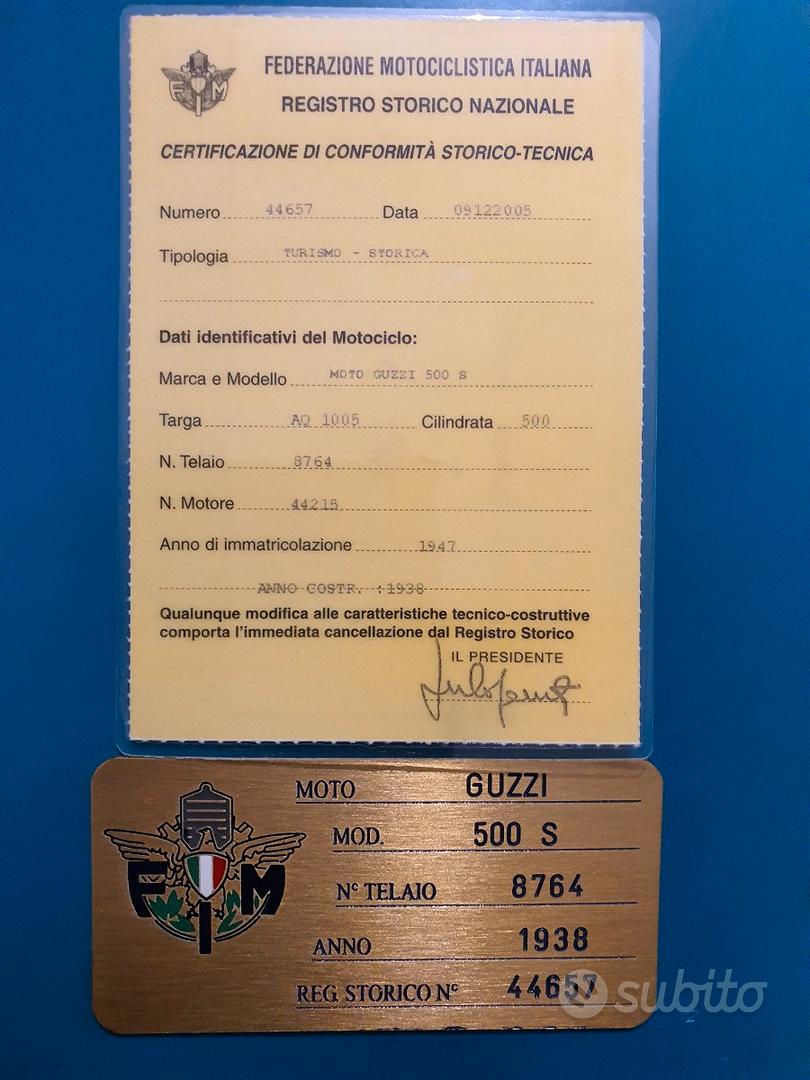 FIM
FEDERAZIONE MOTOCICLISTICA ITALIANA
REGISTRO STORICO NAZIONALE
CERTIFICAZIONE DI CONFORMITÀ STORICO-TECNICA
Numero 44657 Data 09122005
Tipologia TURISMO - STORICA
Dati identificativi del Motociclo:
Marca e Modello MOTO GUZZI 500 S
Targa AQ 1005 Cilindrata 500
N. Telaio 8764
N. Motore 44215
Anno di immatricolazione 1947
ANNO COSTR. :1938
Qualunque modifica alle caratteristiche tecnico-costruttive
comporta l'immediata cancellazione dal Registro Storico
IL PRESIDENTE
FIM
MOTO GUZZI
MOD. 500 S
N° TELAIO 8764
ANNO 1938
REG. STORICO N° 44657
subito